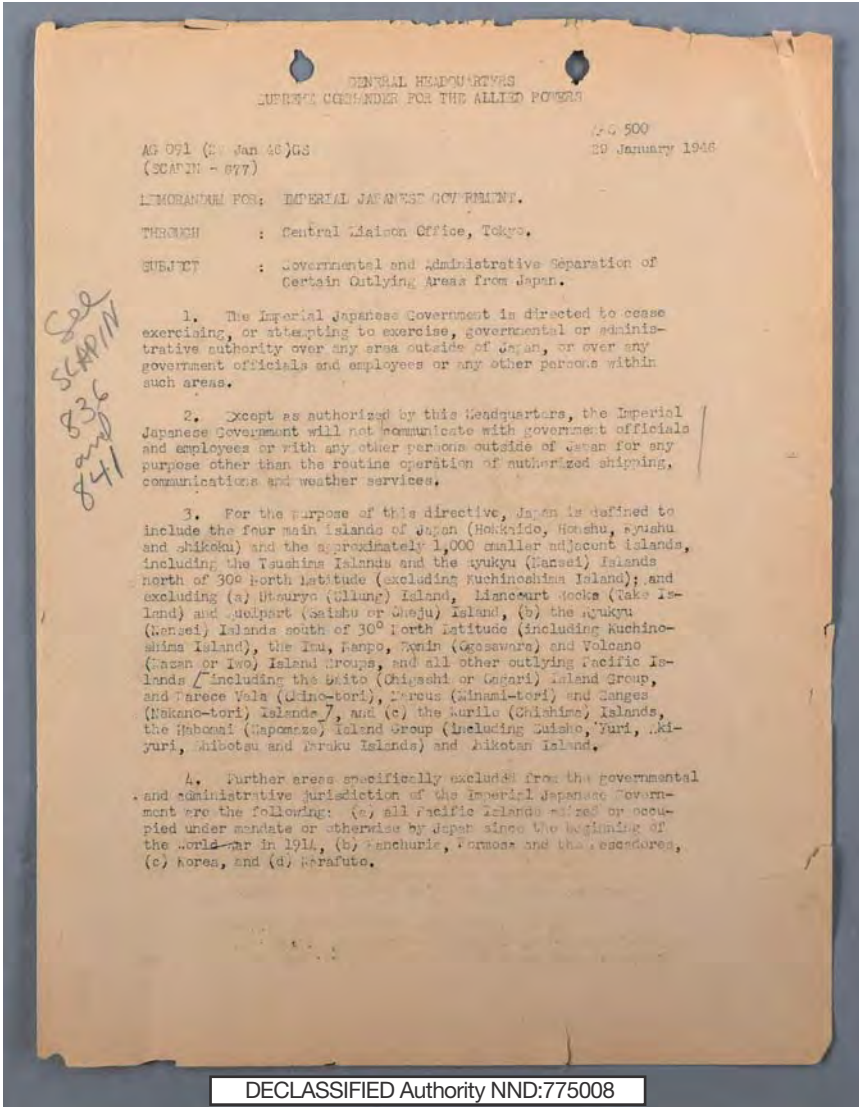 GENERAL HEADQUARTERS
SUPREME COMMANDER FOR THE ALLIED POWERS
APO 500
AG 091 (29 Jan 46)GS
29 January 1946
(SCAPIN - 677)
MEMORANDUM FOR: IMPERIAL JAPANESE GOVERNMENT.
THROUGH : Central Liaison Office, Tokyo.
SUBJECT : Governmental and Administrative Separation of
Certain Outlying Areas from Japan.
See
SCAPIN
836
and
841
1. The Imperial Japanese Government is directed to cease
exercising, or attempting to exercise, governmental or adminis-
trative authority over any area outside of Japan, or over any
government officials and employees or any other persons within
such areas.
2. Except as authorized by this Headquarters, the Imperial
Japanese Government will not communicate with government officials
and employees or with any other persons outside of Japan for any
purpose other than the routine operation of authorized shipping,
communications and weather services.
3. For the purpose of this directive, Japan is defined to
include the four main islands of Japan (Hokkaido, Honshu, Kyushu
and Shikoku) and the approximately 1,000 smaller adjacent islands,
including the Tsushima Islands and the Ryukyu (Nansei) Islands
north of 30° North Latitude (excluding Kuchinoshima Island); and
excluding (a) Utsuryo (Ullung) Island, Liancourt Rocks (Take Is-
land) and Quelpart (Saishu or Cheju) Island, (b) the Ryukyu
(Nansei) Islands south of 30° North Latitude (including Kuchino-
shima Island), the Izu, Nanpo, Bonin (Ogasawara) and Volcano
(Kazan or Iwo) Island Groups, and all other outlying Pacific Is-
lands [including the Daito (Ohigashi or Oagari) Island Group,
and Parece Vela (Okino-tori), Marcus (Minami-tori) and Ganges
(Nakano-tori) Islands], and (c) the Kurile (Chishima) Islands,
the Habomai (Hapomaze) Island Group (including Suisho, Yuri, Aki-
yuri, Shibotsu and Taraku Islands) and Shikotan Island.
4. Further areas specifically excluded from the governmental
and administrative jurisdiction of the Imperial Japanese Govern-
ment are the following: (a) all Pacific Islands seized or occu-
pied under mandate or otherwise by Japan since the beginning of
the World War in 1914, (b) Manchuria, Formosa and the Pescadores,
(c) Korea, and (d) Karafuto.
DECLASSIFIED Authority NND:775008